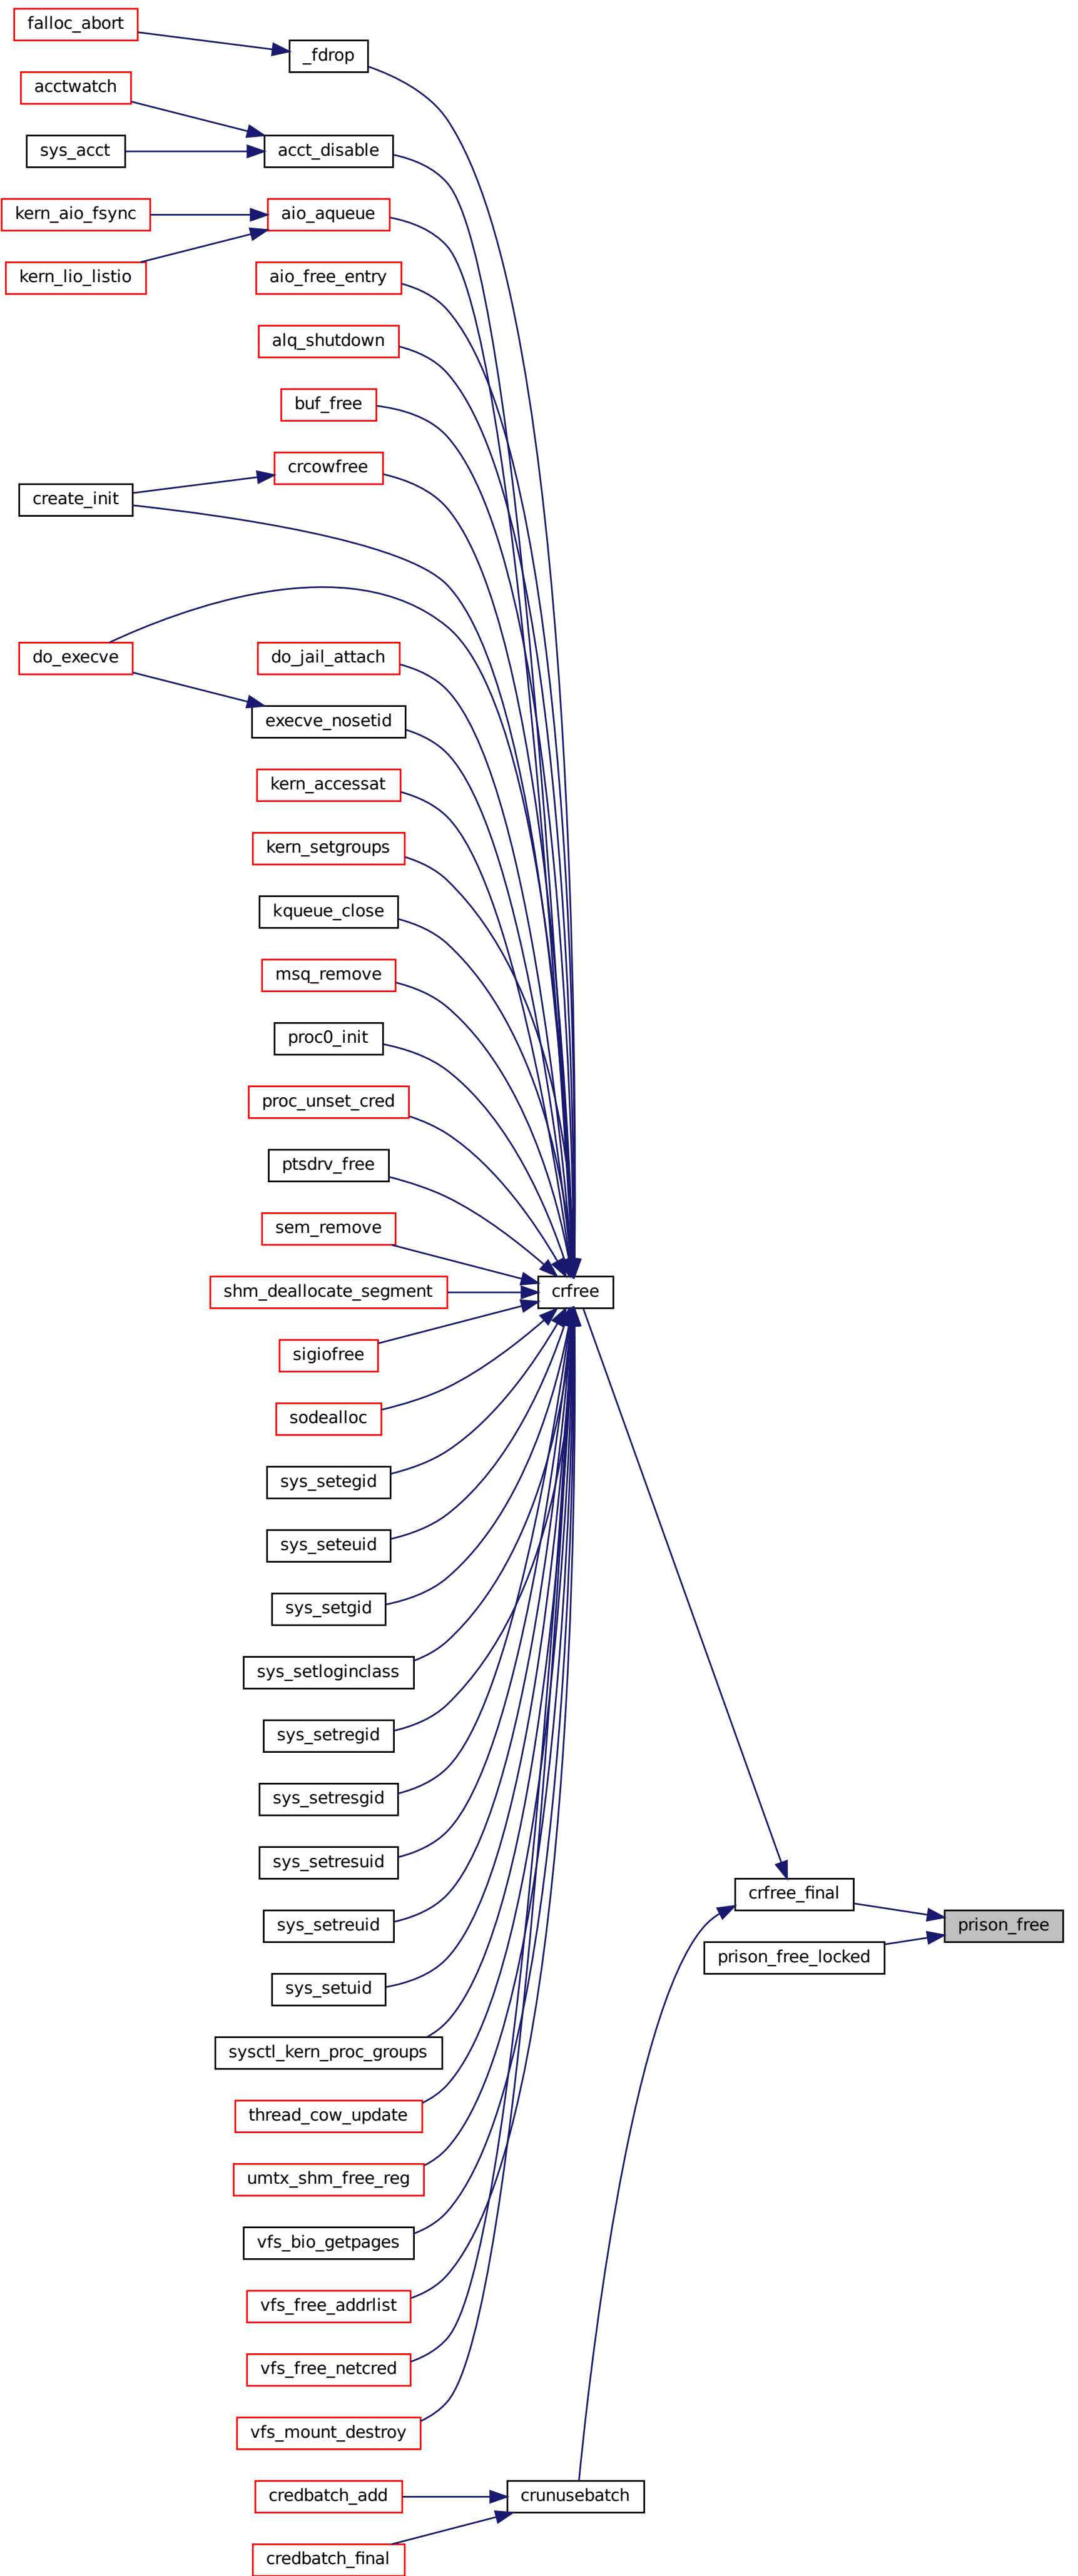 falloc_abort
_fdrop
acctwatch
sys_acct
acct_disable
kern_aio_fsync
aio_aqueue
kern_lio_listio
aio_free_entry
alq_shutdown
buf_free
crcowfree
create_init
do_execve
do_jail_attach
execve_nosetid
kern_accessat
kern_setgroups
kqueue_close
msq_remove
proc0_init
proc_unset_cred
ptsdrv_free
sem_remove
shm_deallocate_segment
crfree
sigiofree
sodealloc
sys_setegid
sys_seteuid
sys_setgid
sys_setloginclass
sys_setregid
sys_setresgid
sys_setresuid
crfree_final
sys_setreuid
prison_free
prison_free_locked
sys_setuid
sysctl_kern_proc_groups
thread_cow_update
umtx_shm_free_reg
vfs_bio_getpages
vfs_free_addrlist
vfs_free_netcred
vfs_mount_destroy
credbatch_add
crunusebatch
credbatch_final